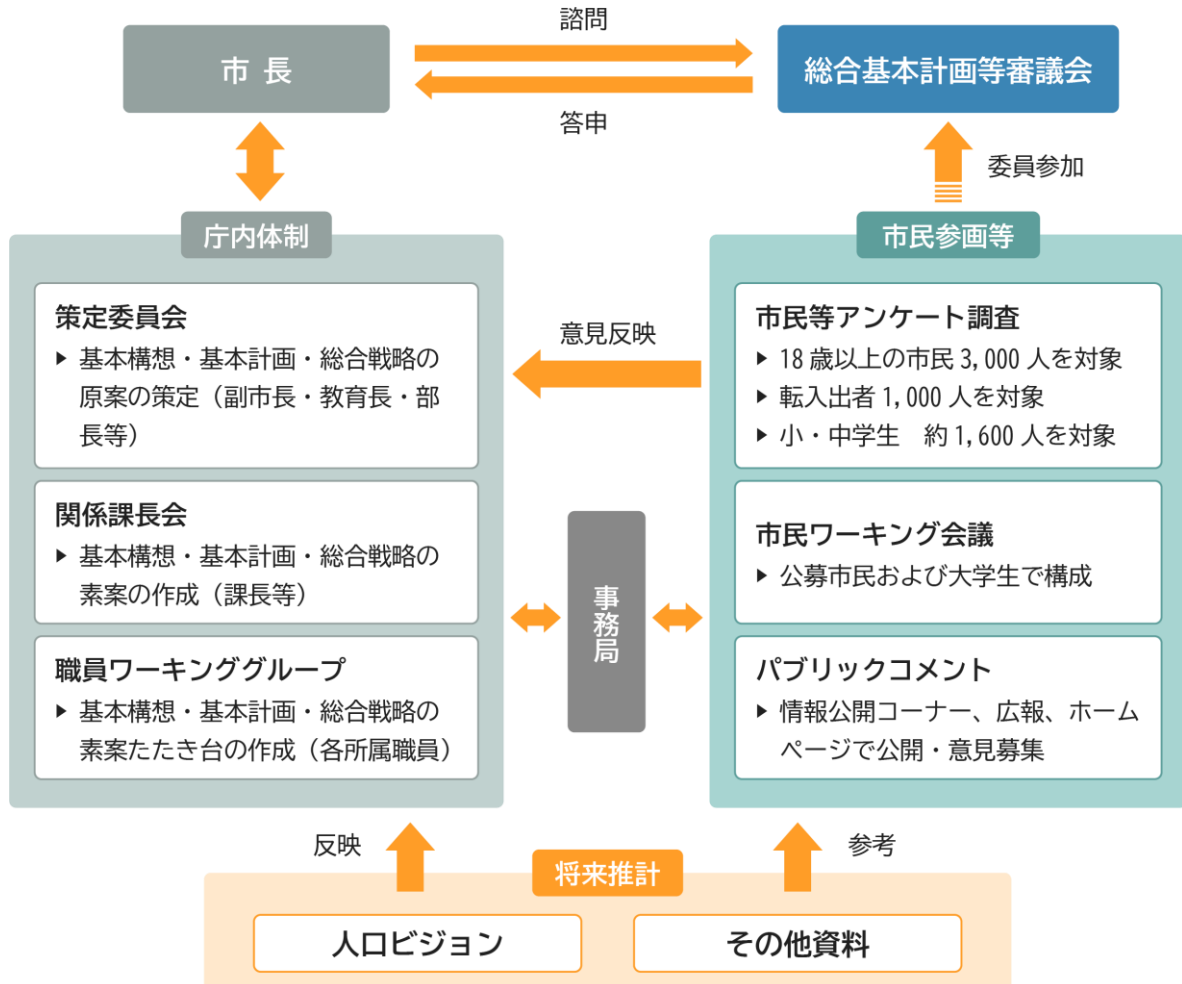 諮問
市 長
総合基本計画等審議会
答申
委員参加
庁内体制
策定委員会
▶ 基本構想・基本計画・総合戦略の
原案の策定（副市長・教育長・部
長等）
関係課長会
▶ 基本構想・基本計画・総合戦略の
素案の作成（課長等）
職員ワーキンググループ
▶ 基本構想・基本計画・総合戦略の
素案たたき台の作成（各所属職員）
意見反映
事務局
市民参画等
市民等アンケート調査
▶ 18 歳以上の市民 3,000 人を対象
▶ 転入出者 1,000 人を対象
▶ 小・中学生　約 1,600 人を対象
市民ワーキング会議
▶ 公募市民および大学生で構成
パブリックコメント
▶ 情報公開コーナー、広報、ホーム
ページで公開・意見募集
反映
参考
将来推計
人口ビジョン
その他資料